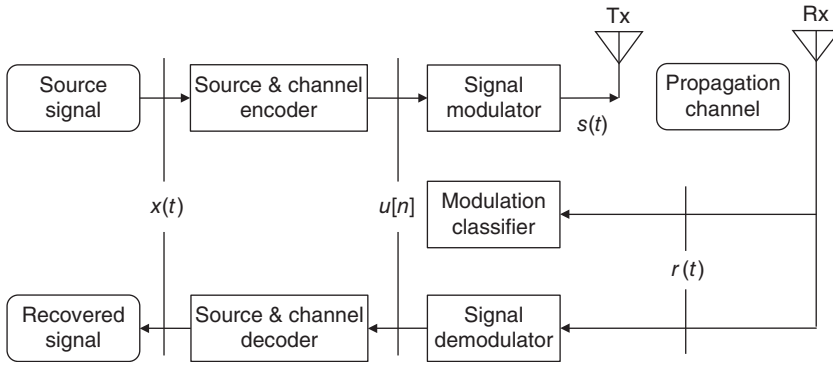 Tx
Rx
Source
signal
Source & channel
encoder
Signal
modulator
s(t)
Propagation
channel
x(t)
u[n]
Modulation
classifier
r(t)
Recovered
signal
Source & channel
decoder
Signal
demodulator